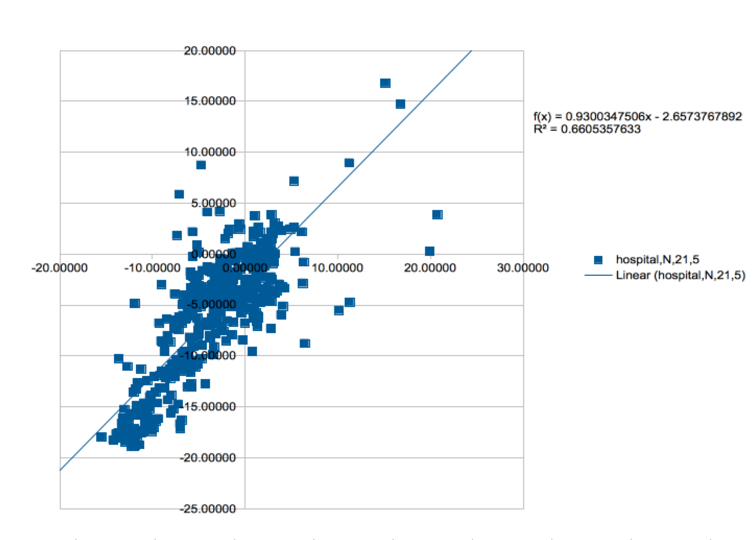 20.00000
15.00000
f(x) = 0.9300347506x - 2.6573767892
R² = 0.6605357633
10.00000
5.00000
0.00000
-20.00000 -10.00000 0.00000 10.00000 20.00000 30.00000
hospital,N,21,5
Linear (hospital,N,21,5)
-5.00000
-10.00000
-15.00000
-20.00000
-25.00000